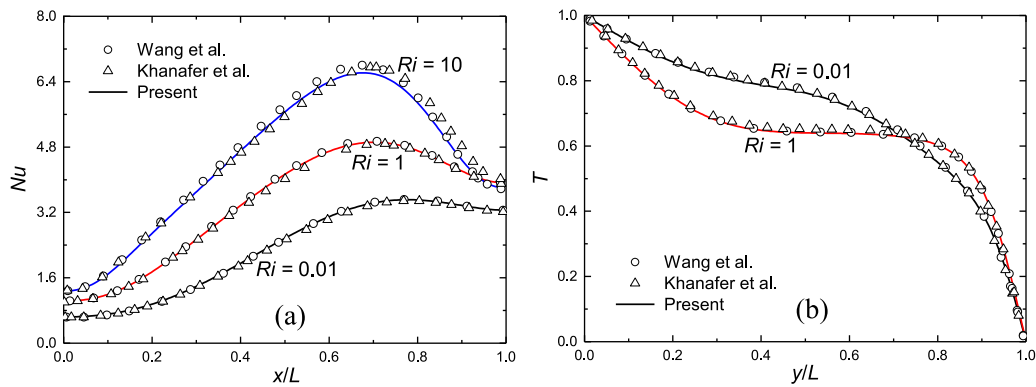 8.0
6.4
4.8
3.2
1.6
0.0
Nu
Wang et al.
Khanafer et al.
Present
Ri = 10
Ri = 1
Ri = 0.01
(a)
0.0 0.2 0.4 0.6 0.8 1.0
x/L
1.0
0.8
0.6
0.4
0.2
0.0
T
Ri = 0.01
Ri = 1
Wang et al.
Khanafer et al.
Present
(b)
0.0 0.2 0.4 0.6 0.8 1.0
y/L